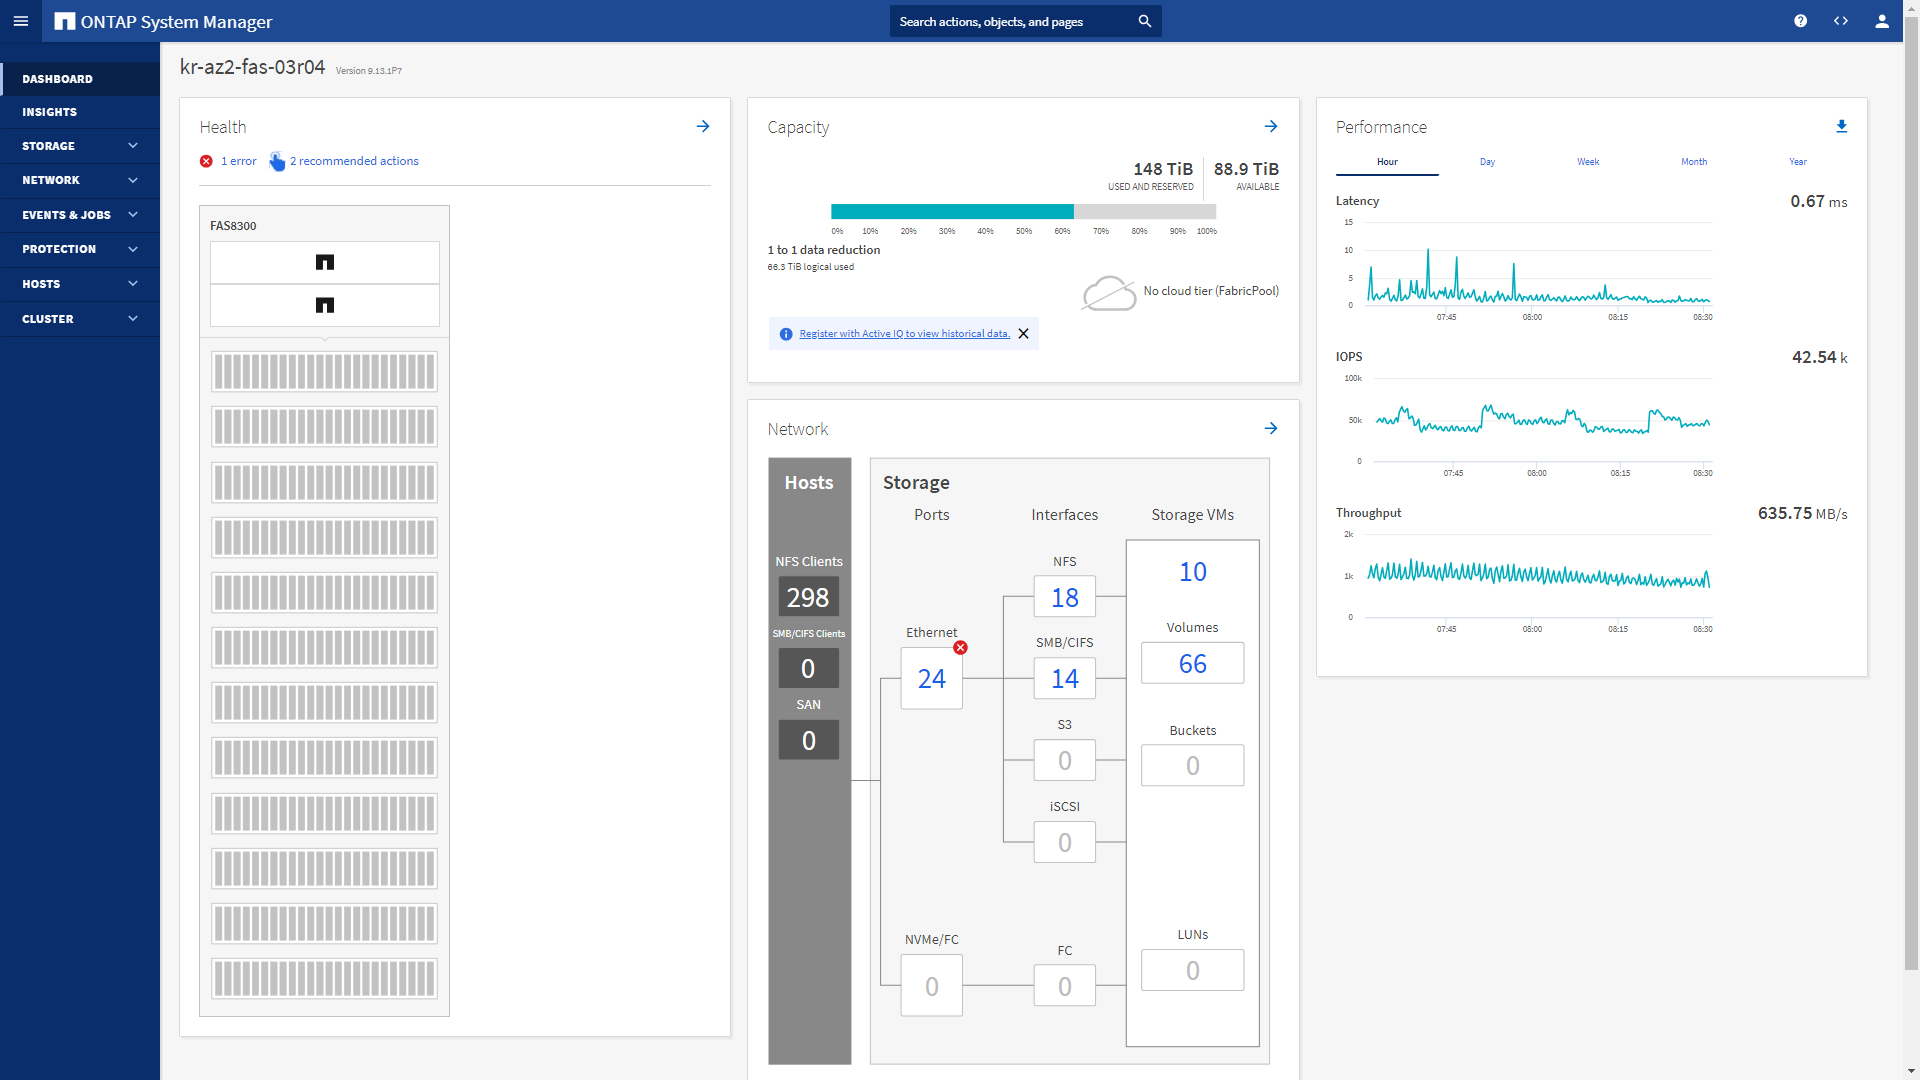 ONTAP System Manager
Search actions, objects, and pages
DASHBOARD
INSIGHTS
STORAGE
NETWORK
EVENTS & JOBS
PROTECTION
HOSTS
CLUSTER
kr-az2-fas-03r04 Version 9.13.1P7
Health
1 error 2 recommended actions
FAS8300
Capacity
148 TiB 88.9 TiB
USED AND RESERVED AVAILABLE
0% 10% 20% 30% 40% 50% 60% 70% 80% 90% 100%
1 to 1 data reduction
66.3 TiB logical used
No cloud tier (FabricPool)
Register with Active IQ to view historical data.
Network
Hosts
NFS Clients
298
SMB/CIFS Clients
0
SAN
0
Storage
Ports Interfaces Storage VMs
Ethernet
24
NVMe/FC
0
NFS
18
SMB/CIFS
14
S3
0
iSCSI
0
FC
0
10
Volumes
66
Buckets
0
LUNs
0
Performance
Hour Day Week Month Year
Latency 0.67 ms
15
10
5
0
07:45 08:00 08:15 08:30
IOPS 42.54 k
100k
50k
0
07:45 08:00 08:15 08:30
Throughput 635.75 MB/s
2k
1k
0
07:45 08:00 08:15 08:30